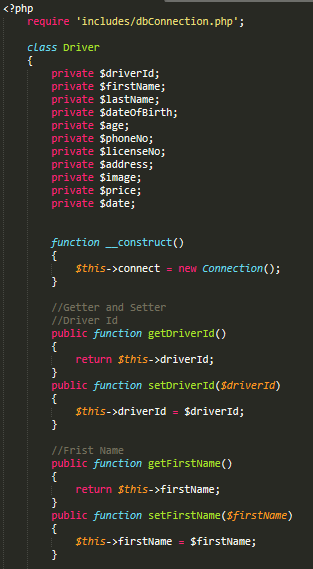 <?php
require 'includes/dbConnection.php';
class Driver
{
private $driverId;
private $firstName;
private $lastName;
private $dateOfBirth;
private $age;
private $phoneNo;
private $licenseNo;
private $address;
private $image;
private $price;
private $date;
function __construct()
{
$this->connect = new Connection();
}
//Getter and Setter
//Driver Id
public function getDriverId()
{
return $this->driverId;
}
public function setDriverId($driverId)
{
$this->driverId = $driverId;
}
//Frist Name
public function getFirstName()
{
return $this->firstName;
}
public function setFirstName($firstName)
{
$this->firstName = $firstName;
}